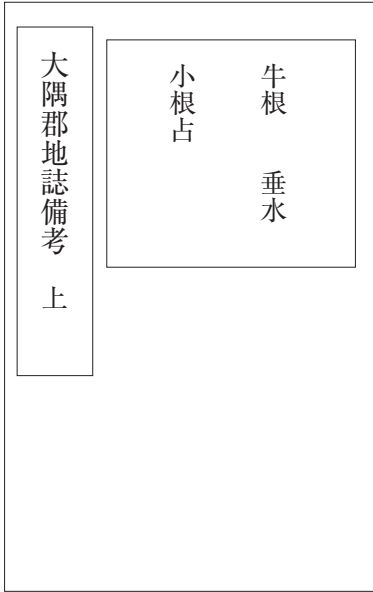 牛根　垂水
小根占
大隅郡地誌備考　上